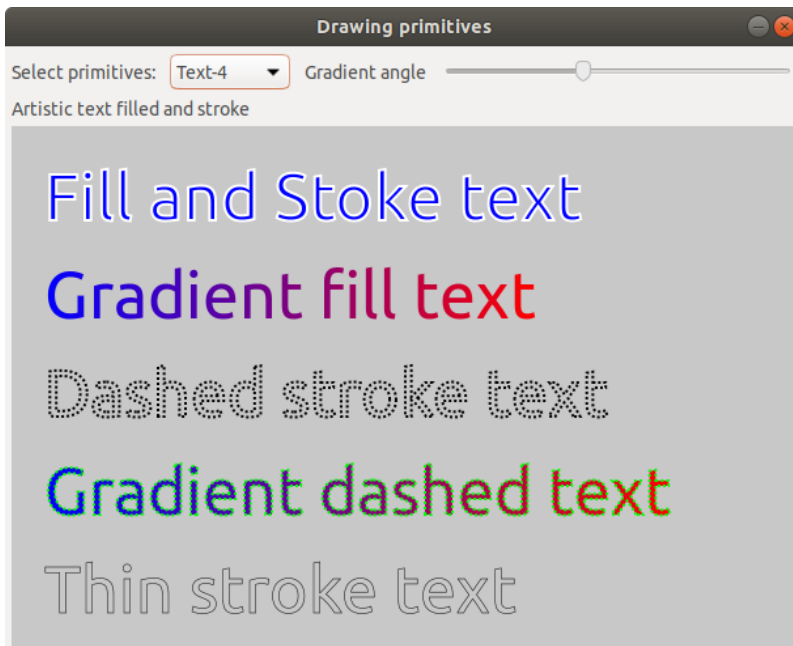 Drawing primitives
Select primitives: Text-4 Gradient angle
Artistic text filled and stroke
Fill and Stoke text
Gradient fill text
Dashed stroke text
Gradient dashed text
Thin stroke text